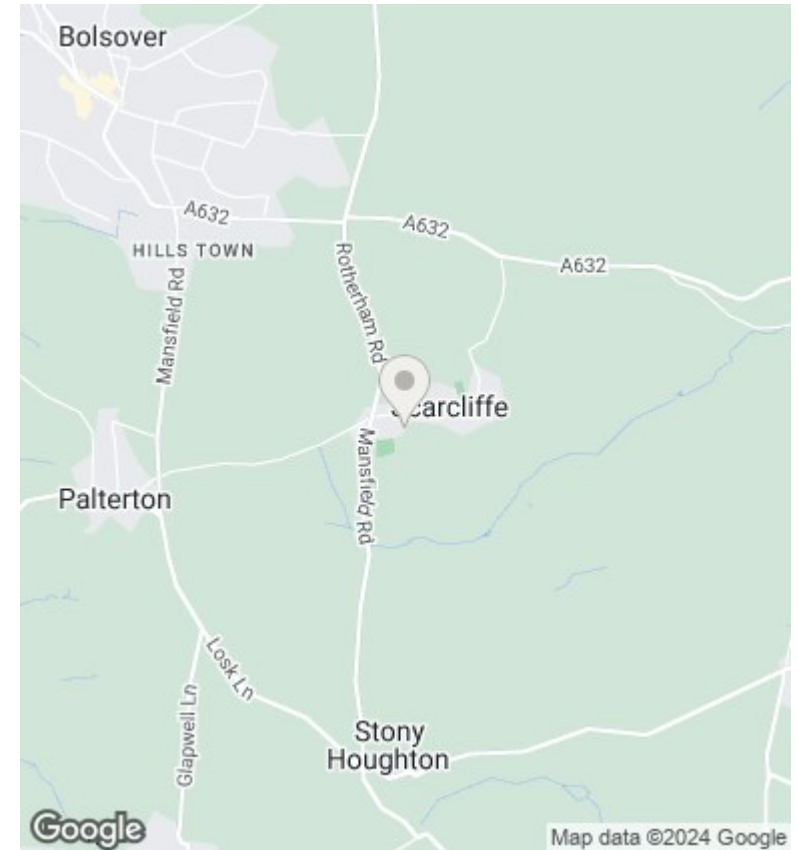 Bolsover
A632
A632
HILLS TOWN
A632
Rotherham Rd
Mansfield Rd
carcliffe
Mansfield Rd
Palterton
Losk Ln
Glapwell Ln
Stony
Houghton
Google
Map data ©2024 Google